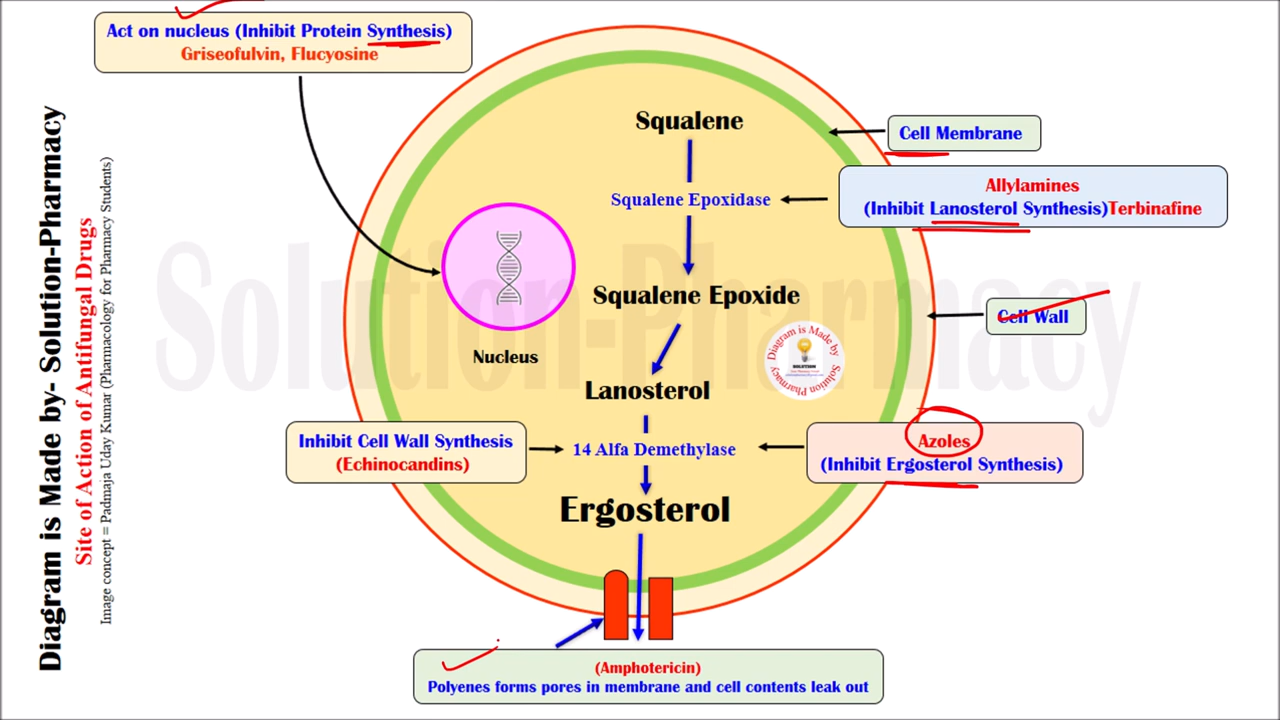 Act on nucleus (Inhibit Protein Synthesis)
Griseofulvin, Flucyosine
Diagram is Made by- Solution-Pharmacy
Site of Action of Antifungal Drugs
Image concept = Padmaja Uday Kumar (Pharmacology for Pharmacy Students)
Solution-Pharmacy
Squalene
Cell Membrane
Squalene Epoxidase
Allylamines
(Inhibit Lanosterol Synthesis)Terbinafine
Squalene Epoxide
Cell Wall
Nucleus
Diagram is Made by Solution Pharmacy
SOLUTION
Lanosterol
Inhibit Cell Wall Synthesis
(Echinocandins)
14 Alfa Demethylase
Azoles
(Inhibit Ergosterol Synthesis)
Ergosterol
(Amphotericin)
Polyenes forms pores in membrane and cell contents leak out